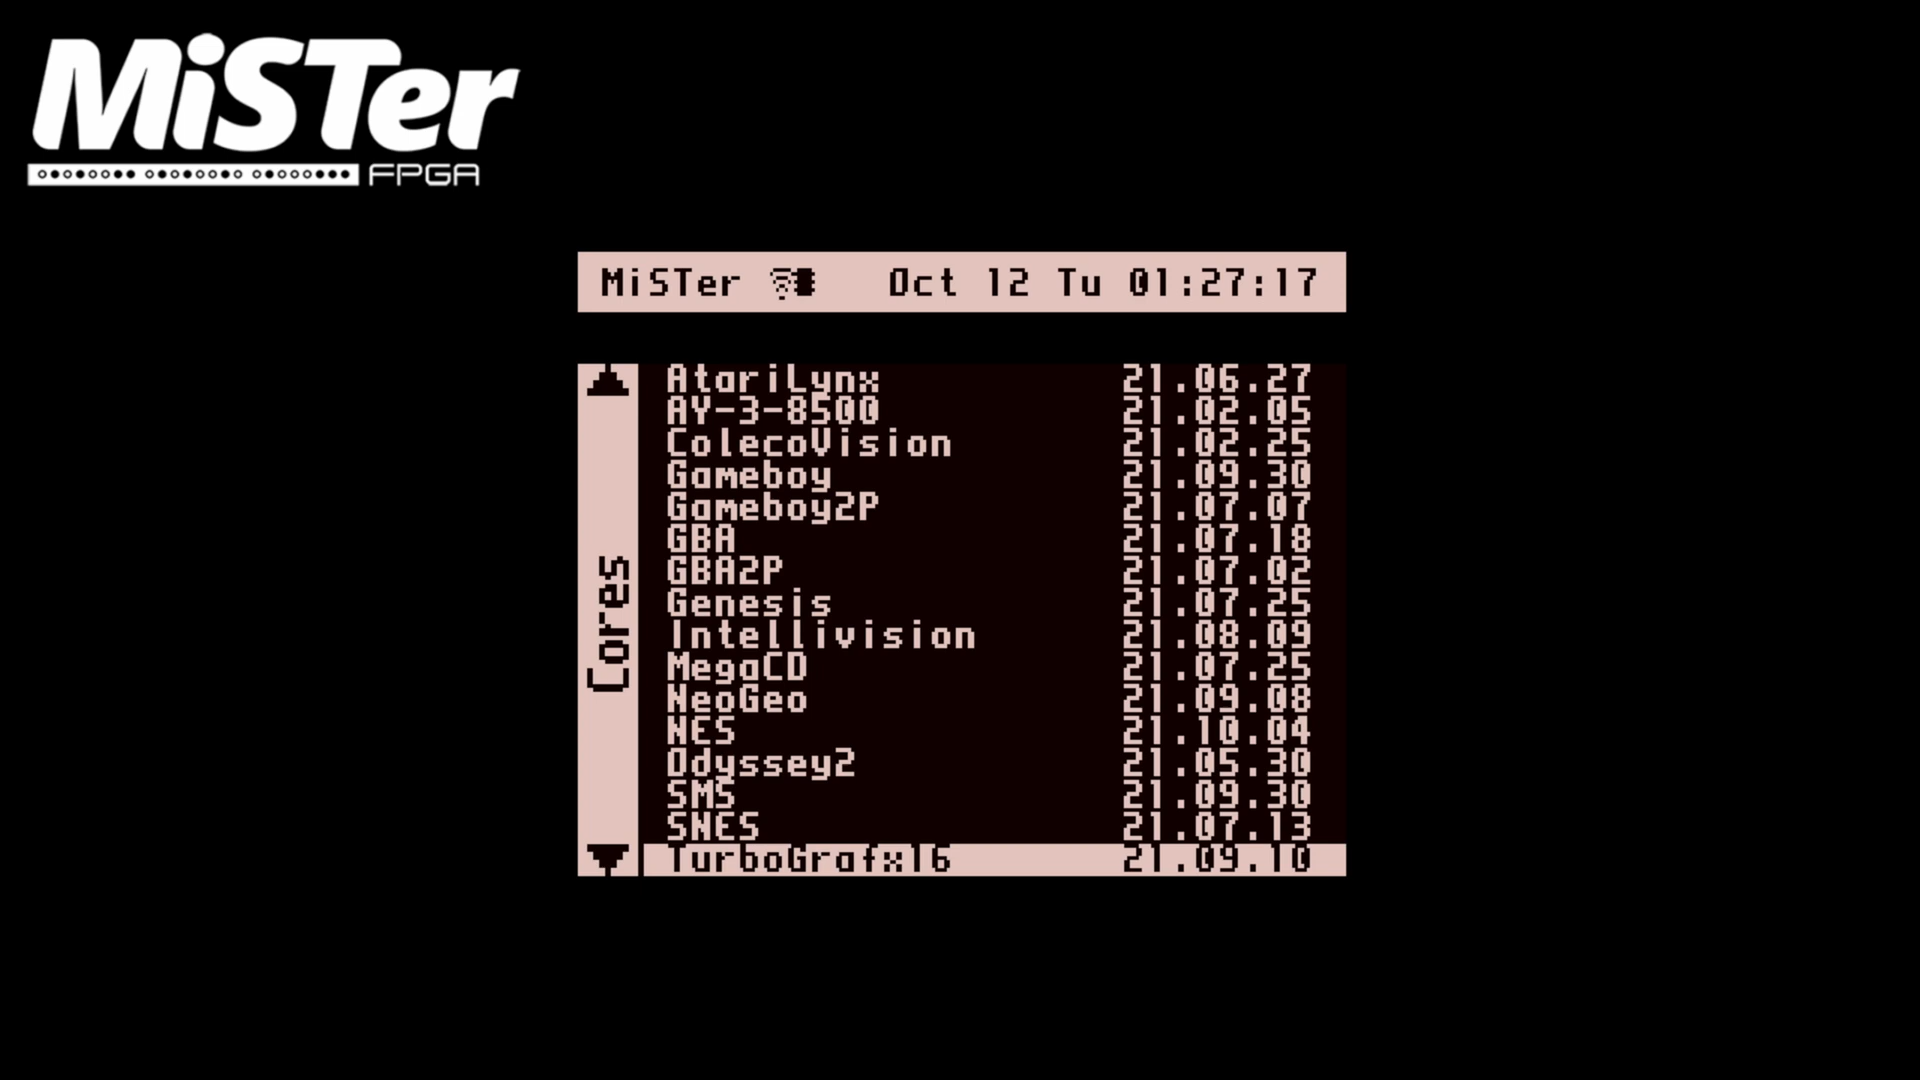 MiSTer
FPGA
MiSTer Oct 12 Tu 01:27:17
Cores
AtariLynx 21.06.27
AY-3-8500 21.02.05
ColecoVision 21.02.25
Gameboy 21.09.30
Gameboy2P 21.07.07
GBA 21.07.18
GBA2P 21.07.02
Genesis 21.07.25
Intellivision 21.08.09
MegaCD 21.07.25
NeoGeo 21.09.08
NES 21.10.04
Odyssey2 21.05.30
SMS 21.09.30
SNES 21.07.13
TurboGrafx16 21.09.10